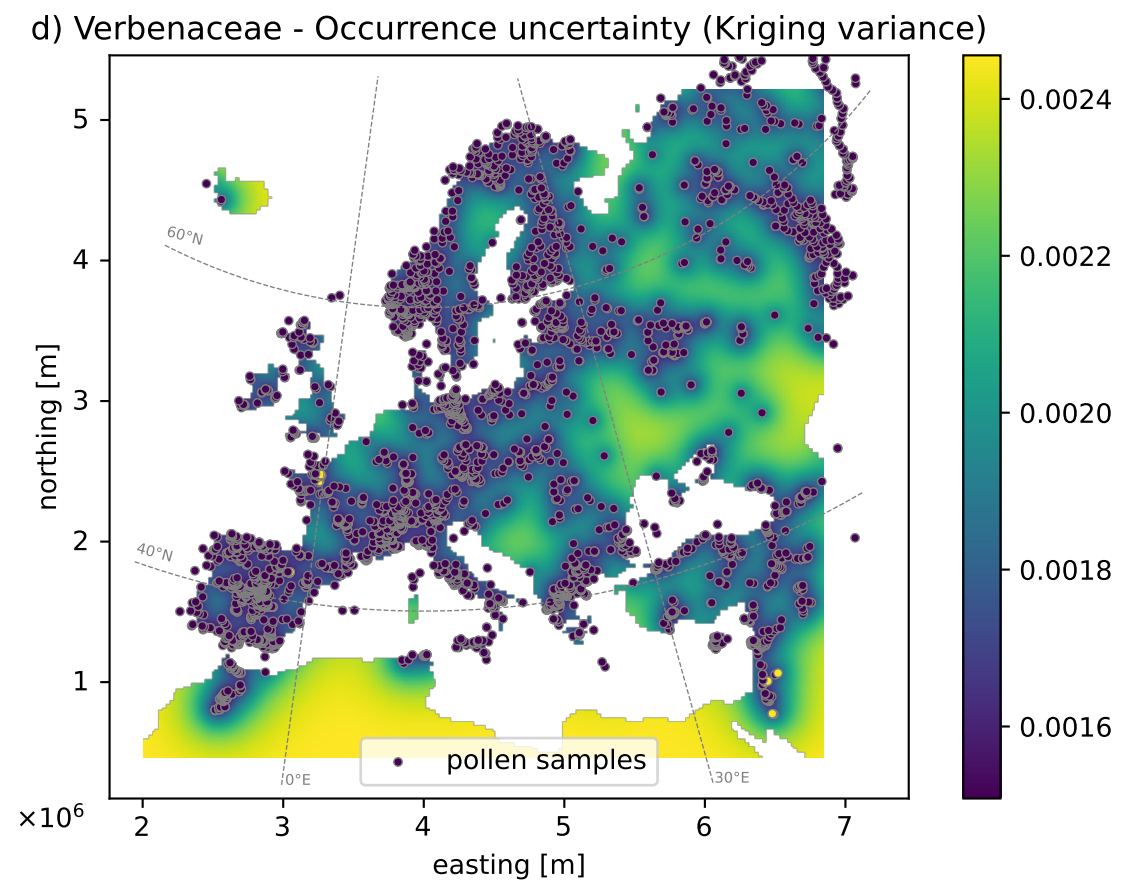 d) Verbenaceae - Occurrence uncertainty (Kriging variance)
5
4
3
2
1
northing [m]
×10⁶
2
3
4
5
6
7
easting [m]
60°N
40°N
0°E
30°E
pollen samples
0.0024
0.0022
0.0020
0.0018
0.0016